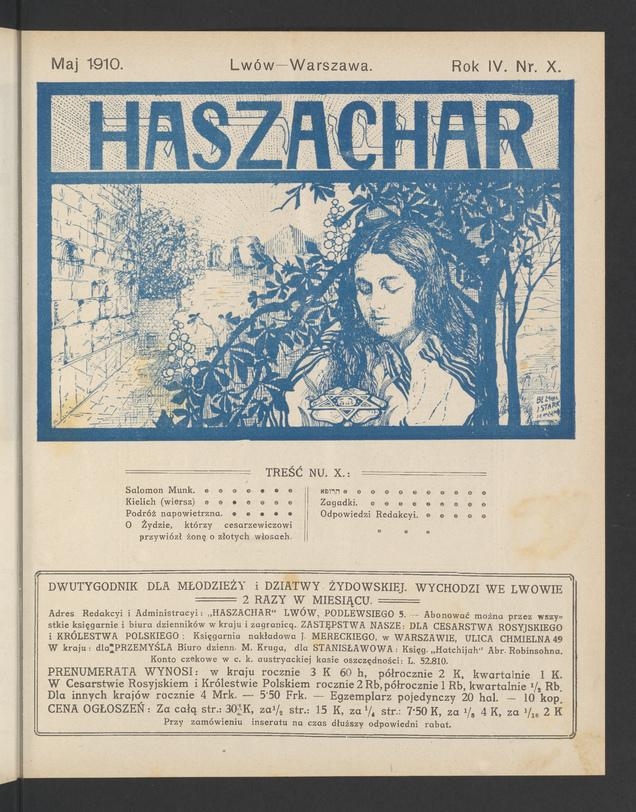 Maj 1910. Lwów—Warszawa. Rok IV. Nr. X.
HASZACHAR
TREŚĆ NU. X.:
Salomon Munk.
Kielich (wiersz)
Podróż napowietrzna.
O Żydzie, którzy cesarzewiczowi
przywiózł żonę o złotych włosach.
Zagadki.
Odpowiedzi Redakcyi.
DWUTYGODNIK DLA MŁODZIEŻY i DZIATWY ŻYDOWSKIEJ. WYCHODZI WE LWOWIE
2 RAZY W MIESIĄCU.
Adres Redakcyi i Administracyi: „HASZACHAR" LWÓW, PODLEWSIEGO 5. — Abonować można przez wszy=
stkie księgarnie i biura dzienników w kraju i zagranicą. ZASTĘPSTWA NASZE: DLA CESARSTWA ROSYJSKIEGO
i KRÓLESTWA POLSKIEGO: Księgarnia nakładowa J. MERECKIEGO, w WARSZAWIE, ULICA CHMIELNA 49
W kraju: dla PRZEMYŚLA Biuro dzienn. M. Kruga, dla STANISŁAWOWA: Księg. „Hatchijah" Abr. Robinsohna.
Konto czekowe w c. k. austryackiej kasie oszczędności: L. 52.810.
PRENUMERATA WYNOSI: w kraju rocznie 3 K 60 h, półrocznie 2 K, kwartalnie 1 K.
W Cesarstwie Rosyjskiem i Królestwie Polskiem rocznie 2 Rb, półrocznie 1 Rb, kwartalnie 1/2 Rb.
Dla innych krajów rocznie 4 Mrk. — 5·50 Frk. — Egzemplarz pojedynczy 20 hal. — 10 kop.
CENA OGŁOSZEŃ: Za całą str.: 30 K, za 1/2 str.: 15 K, za 1/4 str.: 7·50 K, za 1/8 4 K, za 1/16 2 K
Przy zamówieniu inseratu na czas dłuższy odpowiedni rabat.